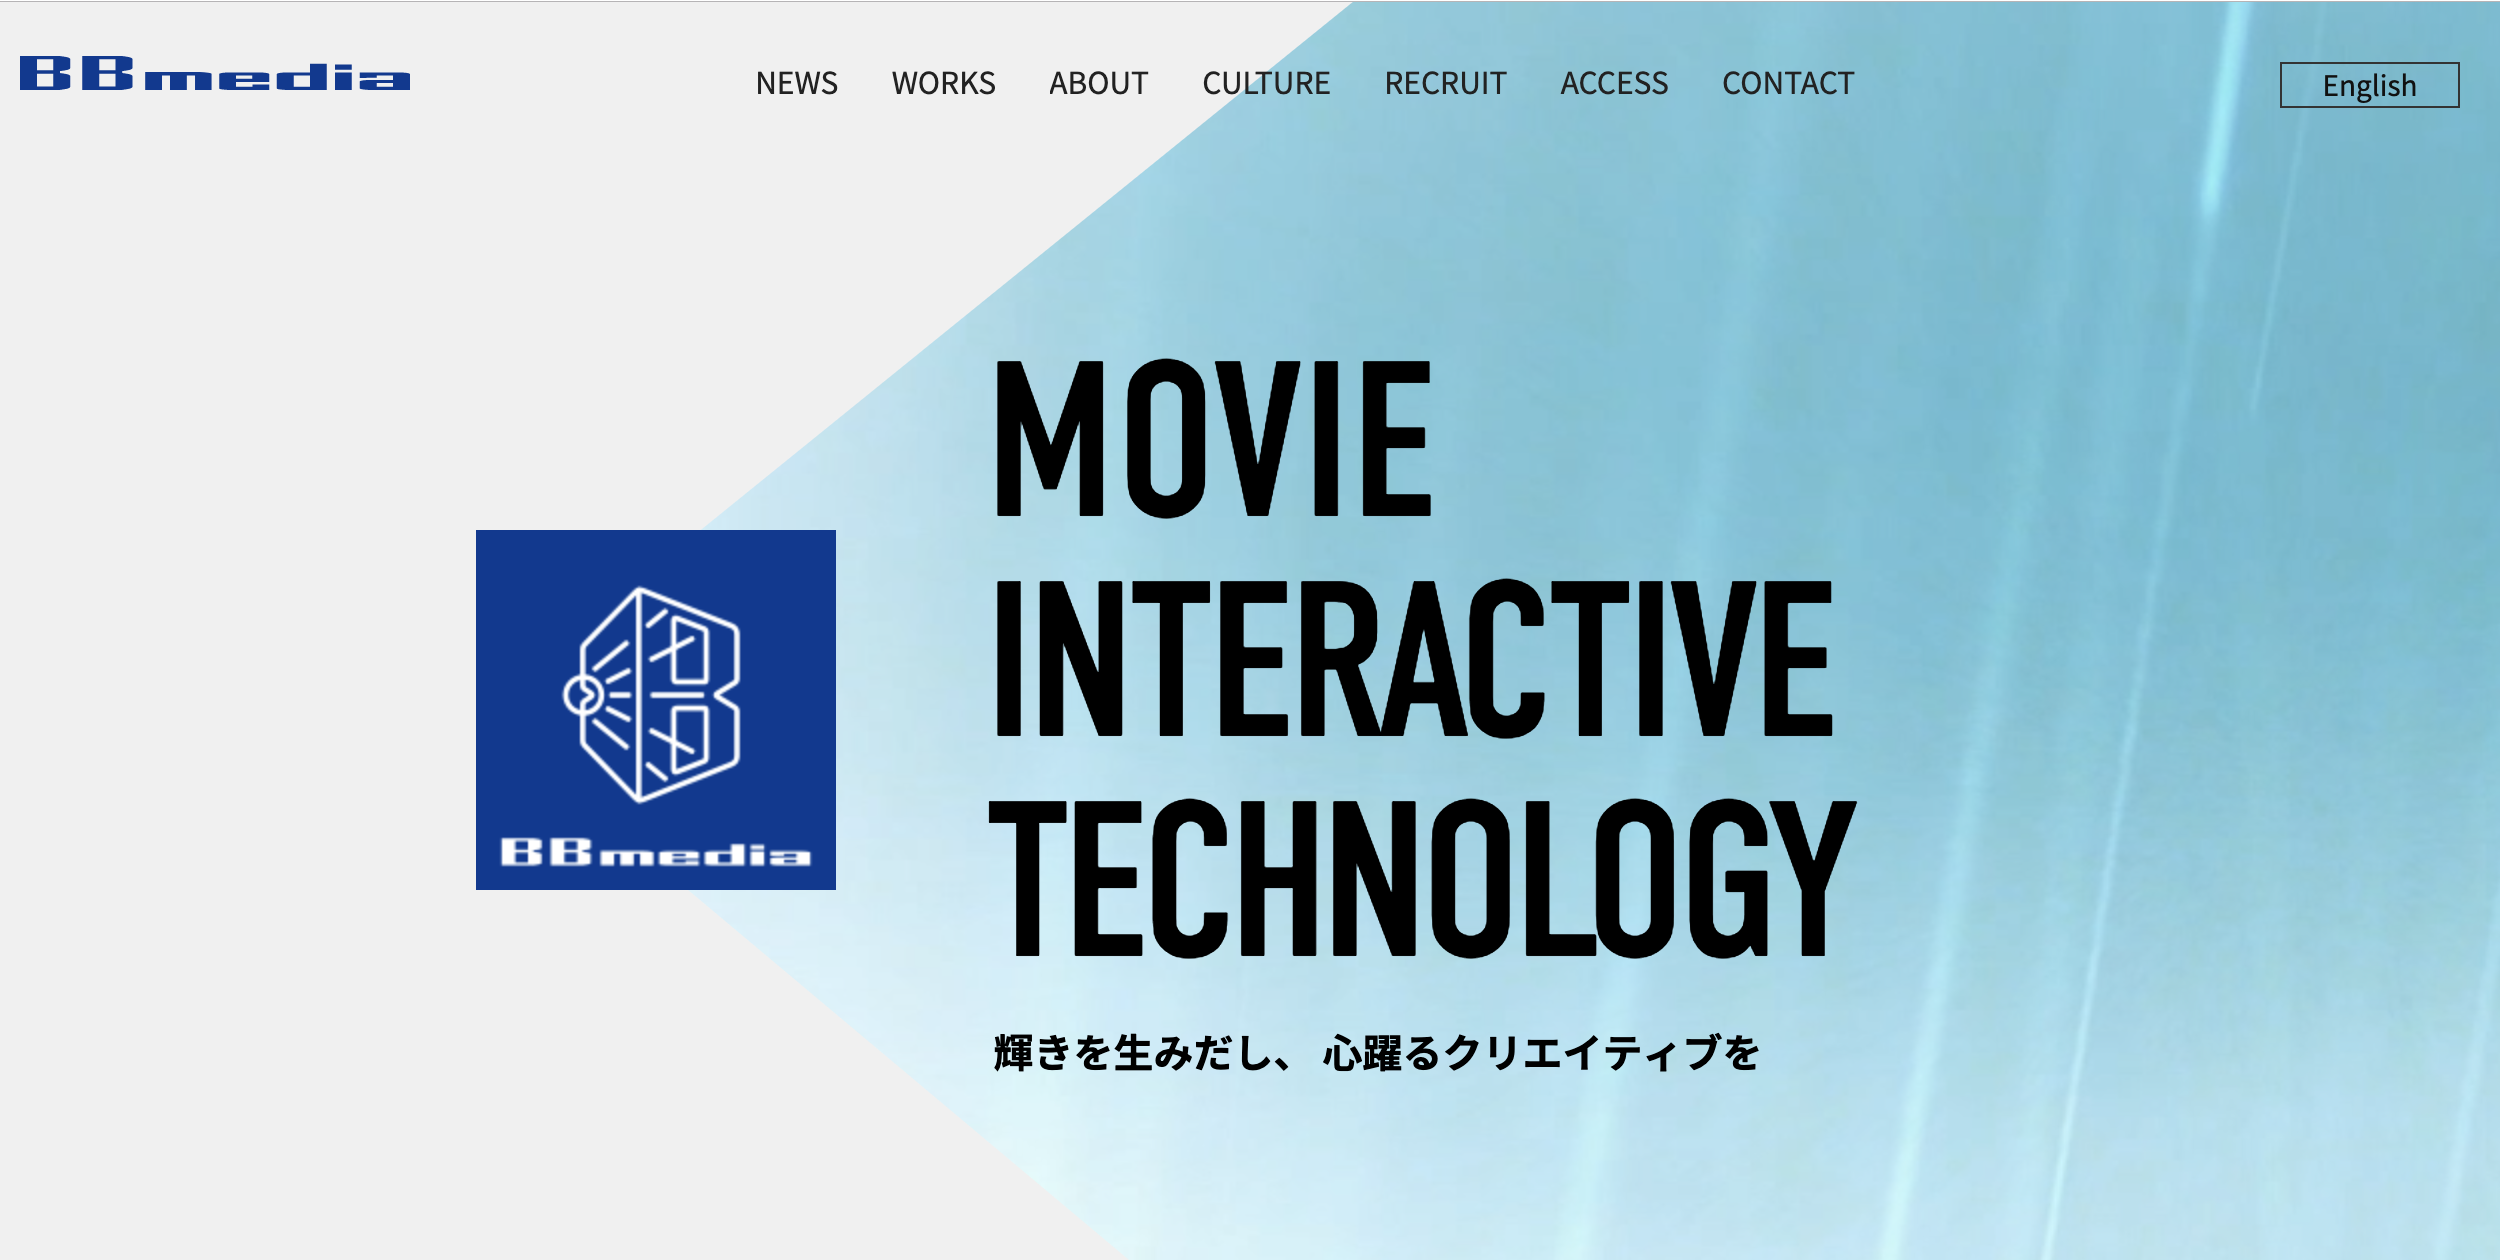 BBmedia
NEWS WORKS ABOUT CULTURE RECRUIT ACCESS CONTACT
English
MOVIE
INTERACTIVE
TECHNOLOGY
BBmedia
輝きを生みだし、心躍るクリエイティブを